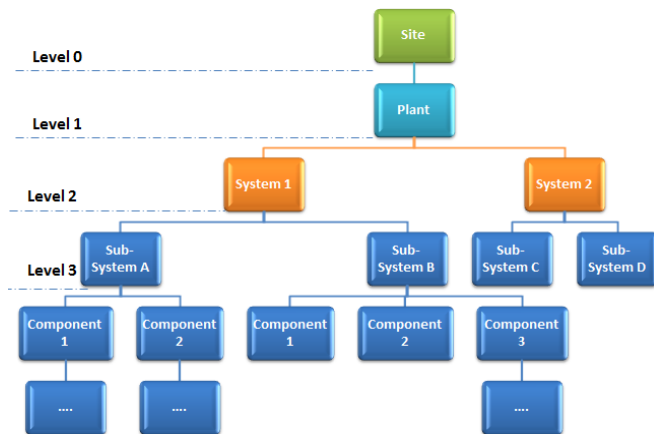 Site
Level 0
Plant
Level 1
System 1
System 2
Level 2
Sub-
System A
Sub-
System B
Sub-
System C
Sub-
System D
Level 3
Component
1
Component
2
Component
1
Component
2
Component
3
....
....
....